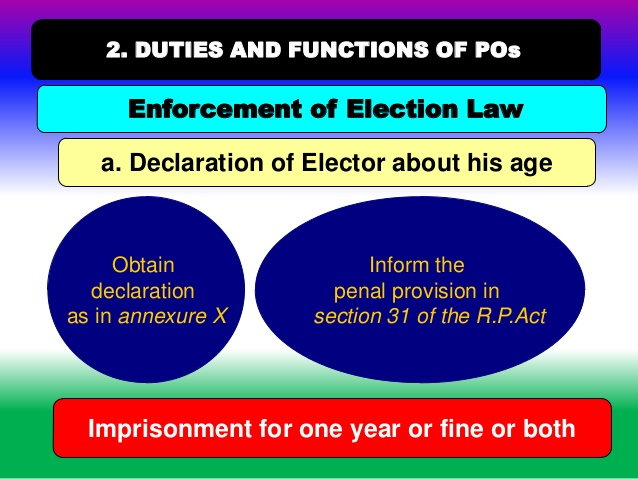 2. DUTIES AND FUNCTIONS OF POs
Enforcement of Election Law
a. Declaration of Elector about his age
Obtain
declaration
as in annexure X
Inform the
penal provision in
section 31 of the R.P.Act
Imprisonment for one year or fine or both